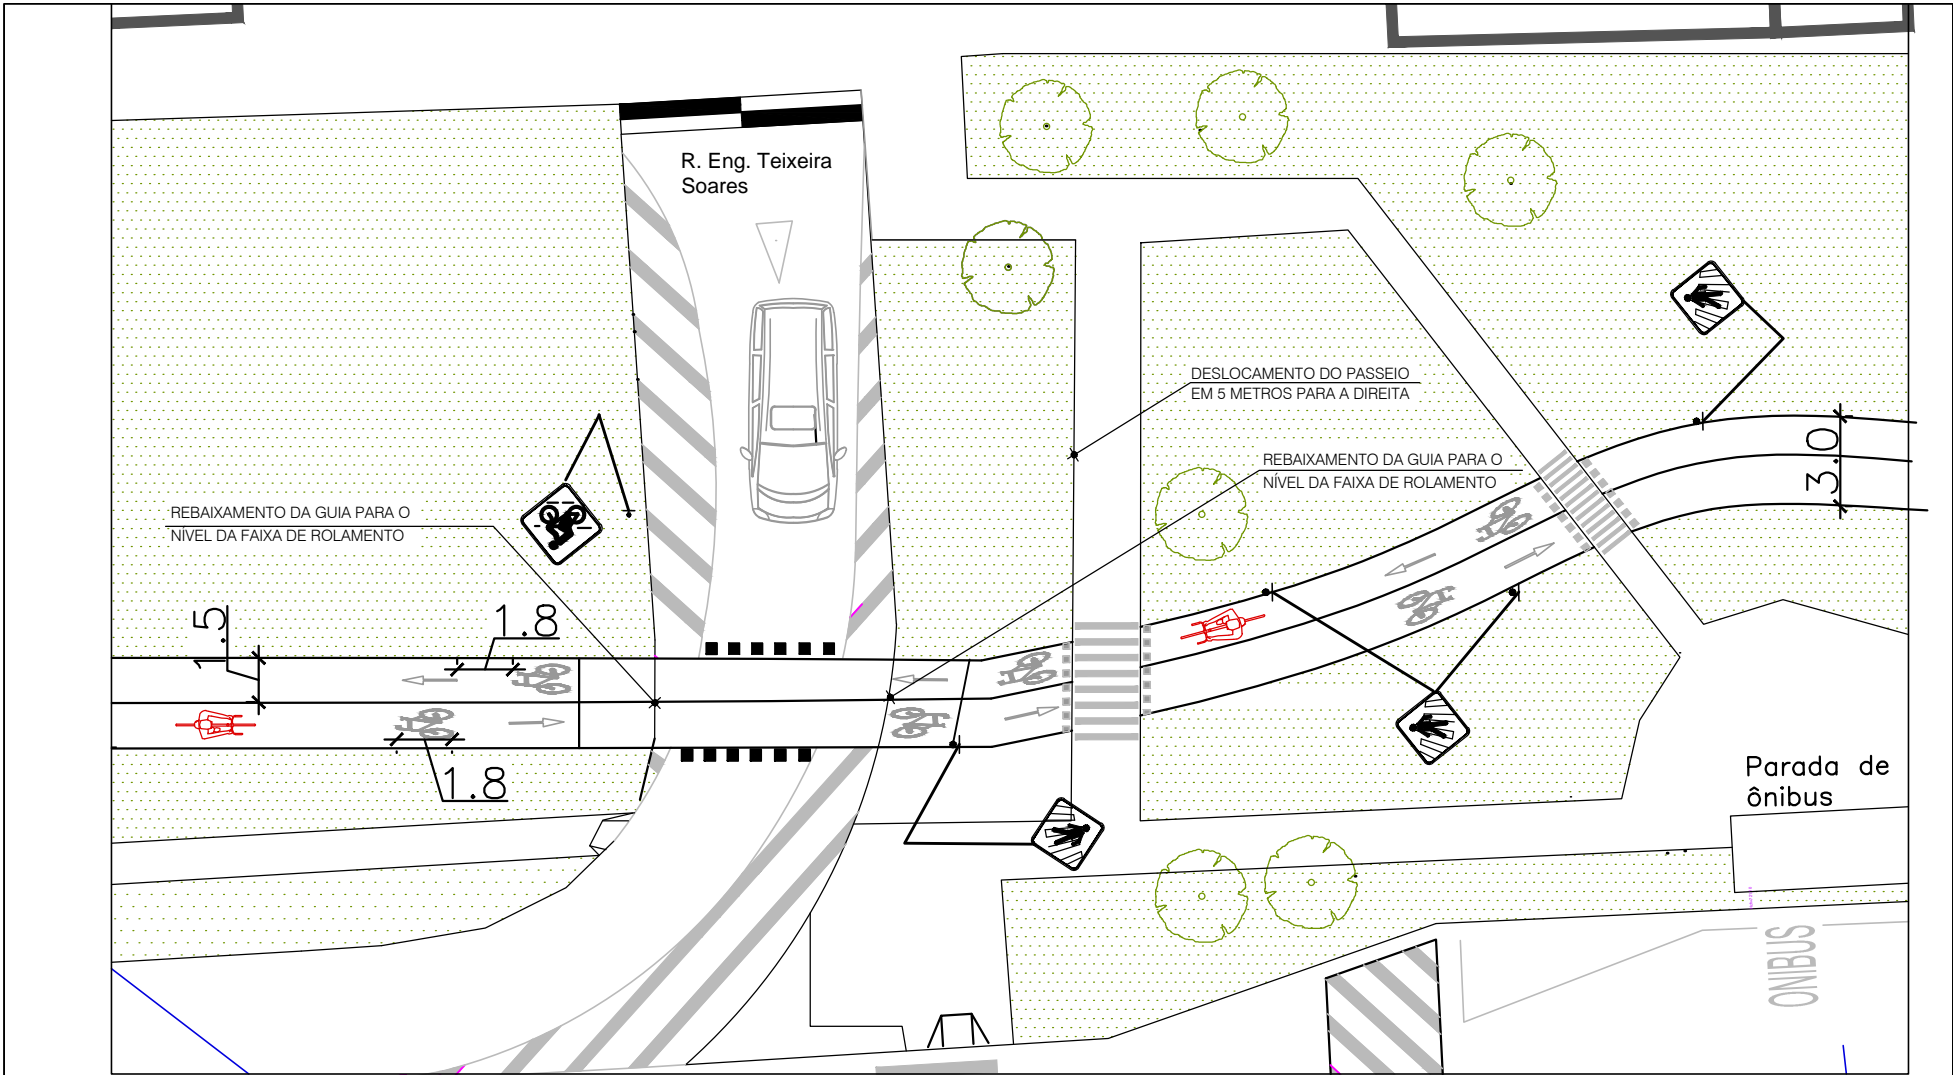 R. Eng. Teixeira
Soares
DESLOCAMENTO DO PASSEIO
EM 5 METROS PARA A DIREITA
REBAIXAMENTO DA GUIA PARA O
NÍVEL DA FAIXA DE ROLAMENTO
3.0
REBAIXAMENTO DA GUIA PARA O
NÍVEL DA FAIXA DE ROLAMENTO
1.5
1.8
1.8
Parada de
ônibus
ONIBUS